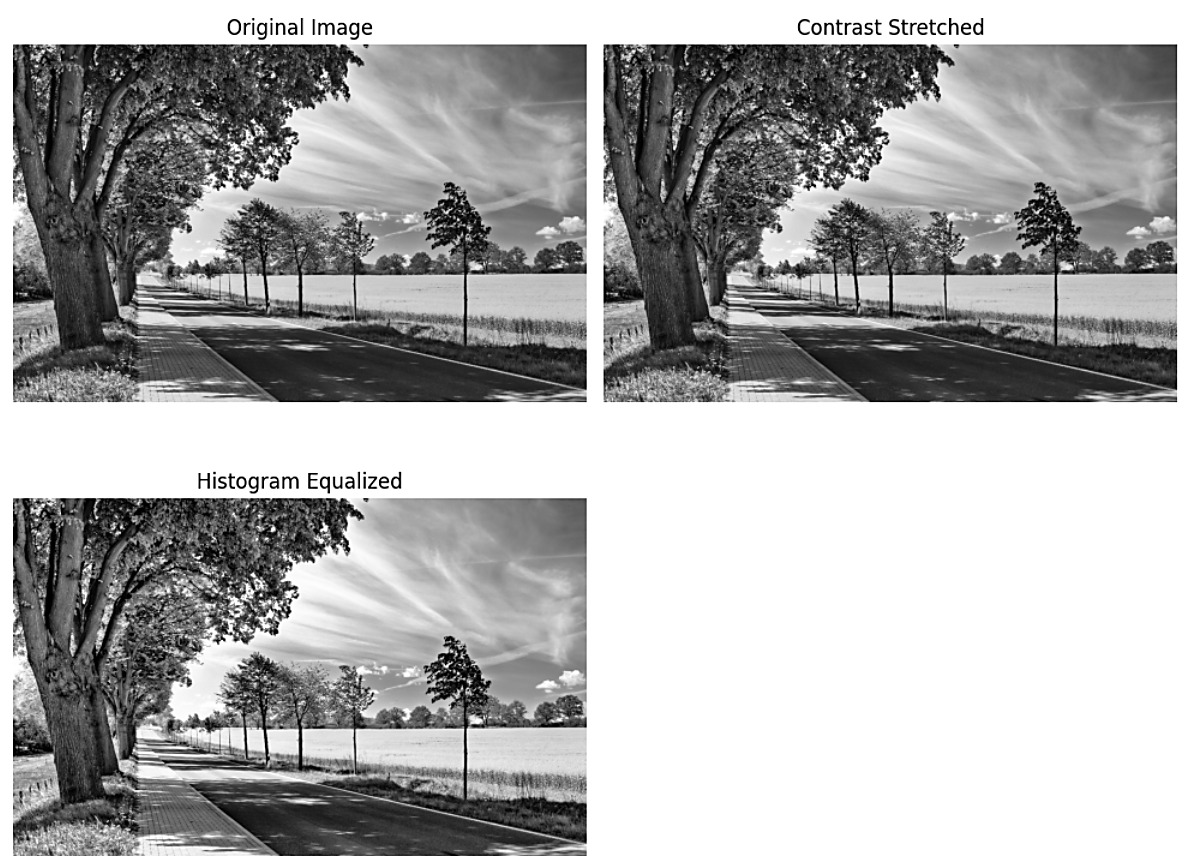 Original Image
Contrast Stretched
Histogram Equalized